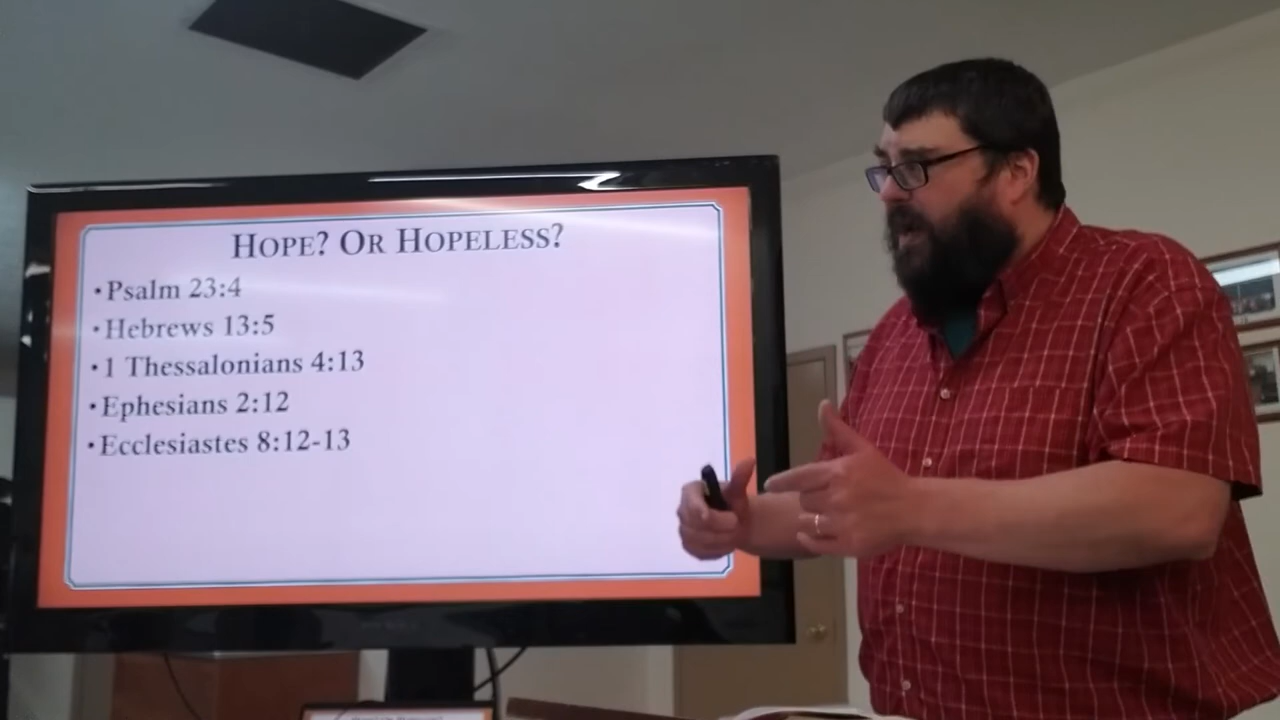 HOPE? OR HOPELESS?
•Psalm 23:4
•Hebrews 13:5
•1 Thessalonians 4:13
•Ephesians 2:12
•Ecclesiastes 8:12-13